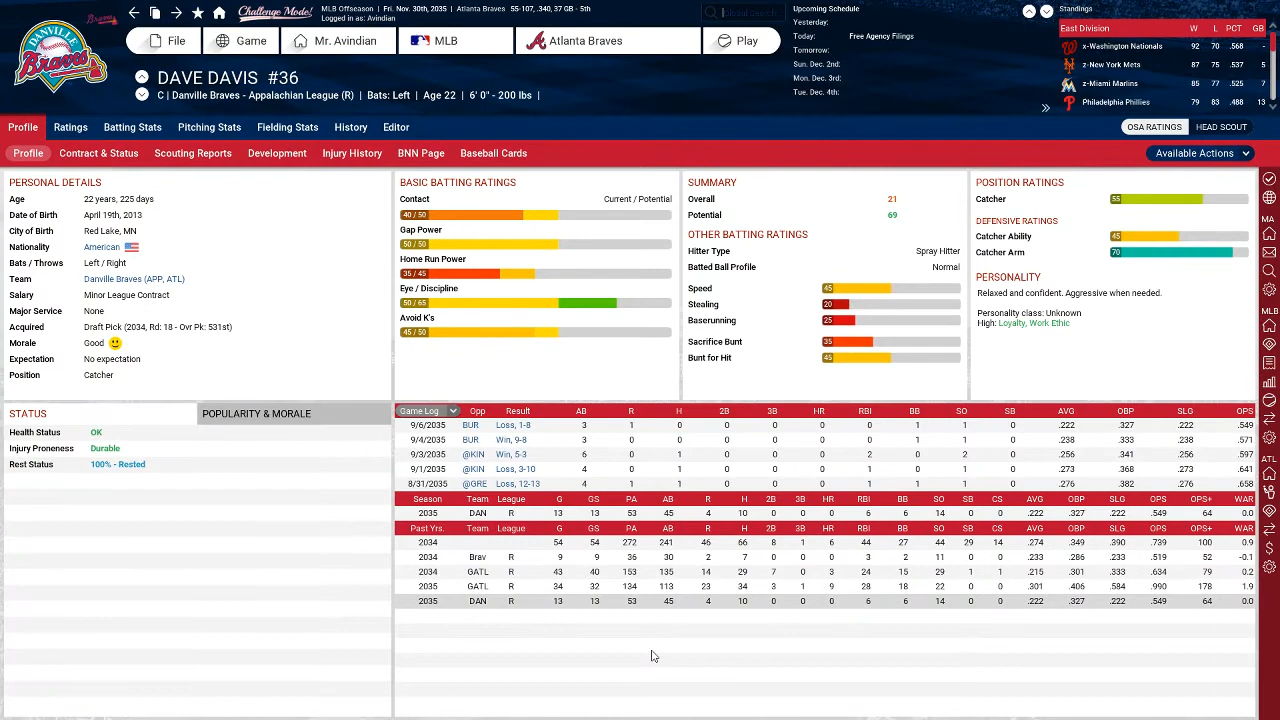 Challenge Mode!
MLB Offseason | Fri. Nov. 30th, 2035 | Atlanta Braves 55-107, .340, 37 GB - 5th
Logged in as: Avindian
Global search
Upcoming Schedule
Yesterday:
Today: Free Agency Filings
Tomorrow:
Sun. Dec. 2nd:
Mon. Dec. 3rd:
Tue. Dec. 4th:
Standings
East Division W L PCT GB
x-Washington Nationals 92 70 .568 -
z-New York Mets 87 75 .537 5
z-Miami Marlins 85 77 .525 7
Philadelphia Phillies 79 83 .488 13
DANVILLE
Braves
File Game Mr. Avindian MLB Atlanta Braves Play
DAVE DAVIS #36
C | Danville Braves - Appalachian League (R) | Bats: Left | Age 22 | 6' 0" - 200 lbs |
Profile Ratings Batting Stats Pitching Stats Fielding Stats History Editor OSA RATINGS HEAD SCOUT
Profile Contract & Status Scouting Reports Development Injury History BNN Page Baseball Cards Available Actions
PERSONAL DETAILS
Age 22 years, 225 days
Date of Birth April 19th, 2013
City of Birth Red Lake, MN
Nationality American
Bats / Throws Left / Right
Team Danville Braves (APP, ATL)
Salary Minor League Contract
Major Service None
Acquired Draft Pick (2034, Rd: 18 - Ovr Pk: 531st)
Morale Good
Expectation No expectation
Position Catcher
BASIC BATTING RATINGS
Contact Current / Potential
40 / 50
Gap Power
50 / 50
Home Run Power
35 / 45
Eye / Discipline
50 / 65
Avoid K's
45 / 50
SUMMARY
Overall 21
Potential 69
OTHER BATTING RATINGS
Hitter Type Spray Hitter
Batted Ball Profile Normal
Speed 45
Stealing 20
Baserunning 25
Sacrifice Bunt 35
Bunt for Hit 45
POSITION RATINGS
Catcher 55
DEFENSIVE RATINGS
Catcher Ability 45
Catcher Arm 70
PERSONALITY
Relaxed and confident. Aggressive when needed.
Personality class: Unknown
High: Loyalty, Work Ethic
STATUS POPULARITY & MORALE
Health Status OK
Injury Proneness Durable
Rest Status 100% - Rested
Game Log Opp Result AB R H 2B 3B HR RBI BB SO SB AVG OBP SLG OPS
9/6/2035 BUR Loss, 1-8 3 1 0 0 0 0 0 1 1 0 .222 .327 .222 .549
9/4/2035 BUR Win, 9-8 3 0 0 0 0 0 0 1 1 0 .238 .333 .238 .571
9/3/2035 @KIN Win, 5-3 6 0 1 0 0 0 2 0 2 0 .256 .341 .256 .597
9/1/2035 @KIN Loss, 3-10 4 0 1 0 0 0 1 0 1 0 .273 .368 .273 .641
8/31/2035 @GRE Loss, 12-13 4 1 1 0 0 0 1 1 1 0 .276 .382 .276 .658
Season Team League G GS PA AB R H 2B 3B HR RBI BB SO SB CS AVG OBP SLG OPS OPS+ WAR
2035 DAN R 13 13 53 45 4 10 0 0 0 6 6 14 0 0 .222 .327 .222 .549 64 0.0
Past Yrs. Team League G GS PA AB R H 2B 3B HR RBI BB SO SB CS AVG OBP SLG OPS OPS+ WAR
2034 54 54 272 241 46 66 8 1 6 44 27 44 29 14 .274 .349 .390 .739 100 0.9
2034 Brav R 9 9 36 30 2 7 0 0 0 3 2 11 0 0 .233 .286 .233 .519 52 -0.1
2034 GATL R 43 40 153 135 14 29 7 0 3 24 15 29 1 1 .215 .301 .333 .634 79 0.2
2035 GATL R 34 32 134 113 23 34 3 1 9 28 18 22 0 0 .301 .406 .584 .990 178 1.9
2035 DAN R 13 13 53 45 4 10 0 0 0 6 6 14 0 0 .222 .327 .222 .549 64 0.0
MA
MLB
ATL